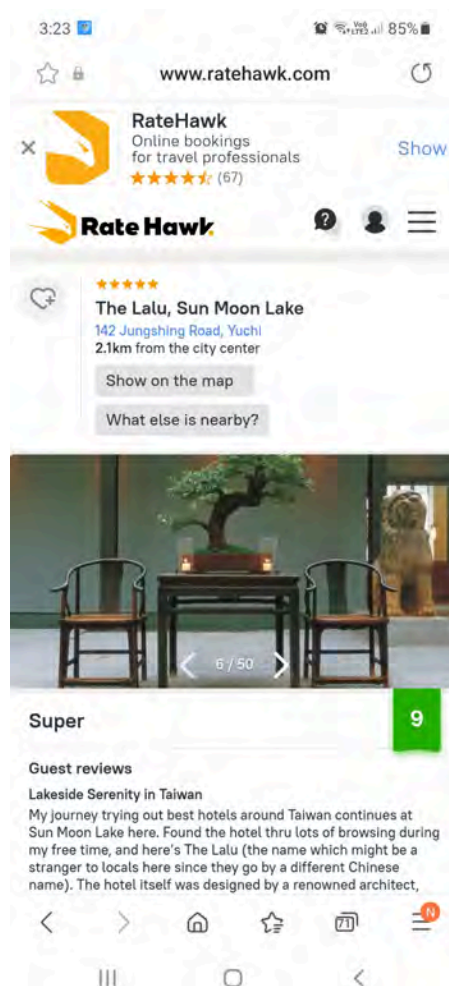 3:23
85%
www.ratehawk.com
RateHawk
Online bookings
for travel professionals
(67)
Show
Rate Hawk.
The Lalu, Sun Moon Lake
142 Jungshing Road, Yuchi
2.1km from the city center
Show on the map
What else is nearby?
6 / 50
Super
9
Guest reviews
Lakeside Serenity in Taiwan
My journey trying out best hotels around Taiwan continues at
Sun Moon Lake here. Found the hotel thru lots of browsing during
my free time, and here's The Lalu (the name which might be a
stranger to locals here since they go by a different Chinese
name). The hotel itself was designed by a renowned architect,
71
N